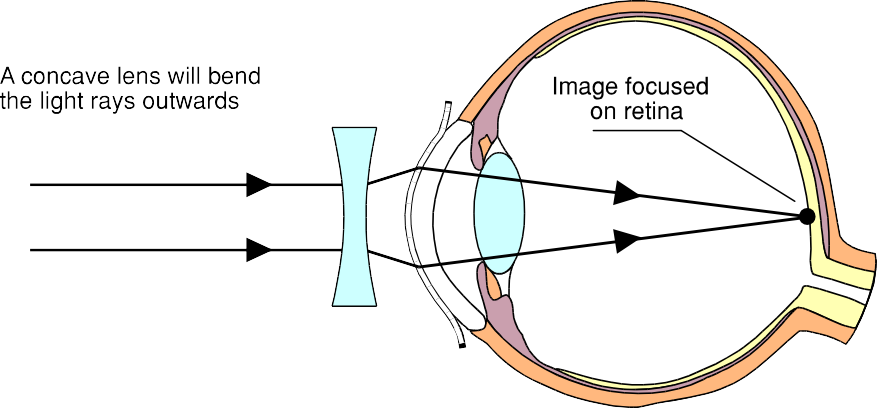 A concave lens will bend
the light rays outwards
Image focused
on retina